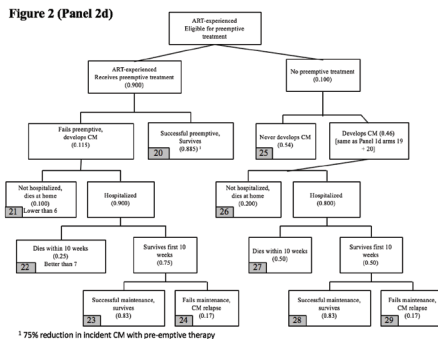 Figure 2 (Panel 2d)
ART-experienced
Eligible for preemptive
treatment
ART-experienced
Receives preemptive treatment
(0.900)
No preemptive treatment
(0.100)
Fails preemptive,
develops CM
(0.115)
Successful preemptive,
Survives
(0.885) 1
20
Never develops CM
(0.54)
25
Develops CM (0.46)
[same as Panel 1d arms 19
+ 20]
Not hospitalized,
dies at home
(0.100)
21
Lower than 6
Hospitalized
(0.900)
Not hospitalized,
dies at home
(0.200)
26
Hospitalized
(0.800)
Dies within 10 weeks
(0.25)
22
Better than 7
Survives first 10
weeks
(0.75)
Dies within 10 weeks
(0.50)
27
Survives first 10
weeks
(0.50)
Successful maintenance,
survives
(0.83)
23
Fails maintenance,
CM relapse
(0.17)
24
Successful maintenance,
survives
(0.83)
28
Fails maintenance,
CM relapse
(0.17)
29
1 75% reduction in incident CM with pre-emptive therapy